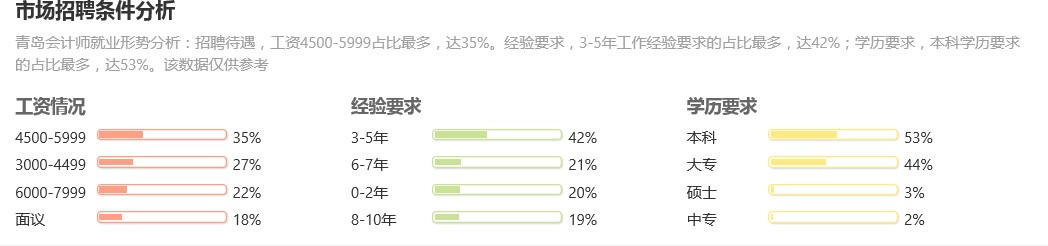 市场招聘条件分析
青岛会计师就业形势分析：招聘待遇，工资4500-5999占比最多，达35%。经验要求，3-5年工作经验要求的占比最多，达42%；学历要求，本科学历要求
的占比最多，达53%。该数据仅供参考
工资情况 经验要求 学历要求
4500-5999 35% 3-5年 42% 本科 53%
3000-4499 27% 6-7年 21% 大专 44%
6000-7999 22% 0-2年 20% 硕士 3%
面议 18% 8-10年 19% 中专 2%